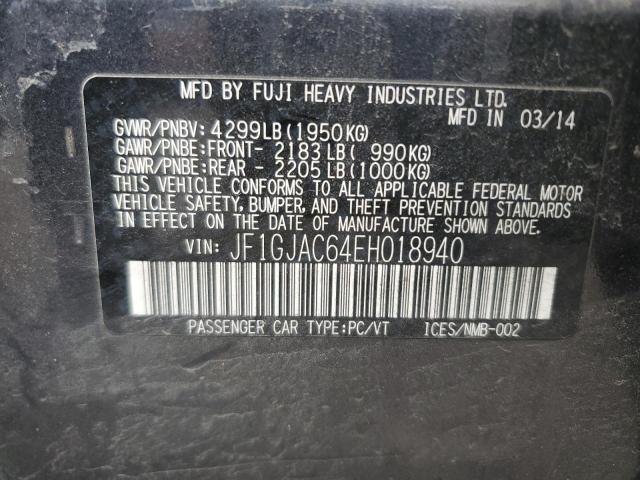 MFD BY FUJI HEAVY INDUSTRIES LTD.
MFD IN 03/14
GVWR/PNBV: 4299LB(1950KG)
GAWR/PNBE:FRONT- 2183LB( 990KG)
GAWR/PNBE:REAR - 2205LB(1000KG)
THIS VEHICLE CONFORMS TO ALL APPLICABLE FEDERAL MOTOR
VEHICLE SAFETY, BUMPER, AND THEFT PREVENTION STANDARDS
IN EFFECT ON THE DATE OF MANUFACTURE SHOWN ABOVE.
VIN: JF1GJAC64EH018940
PASSENGER CAR TYPE:PC/VT ICES/NMB-002